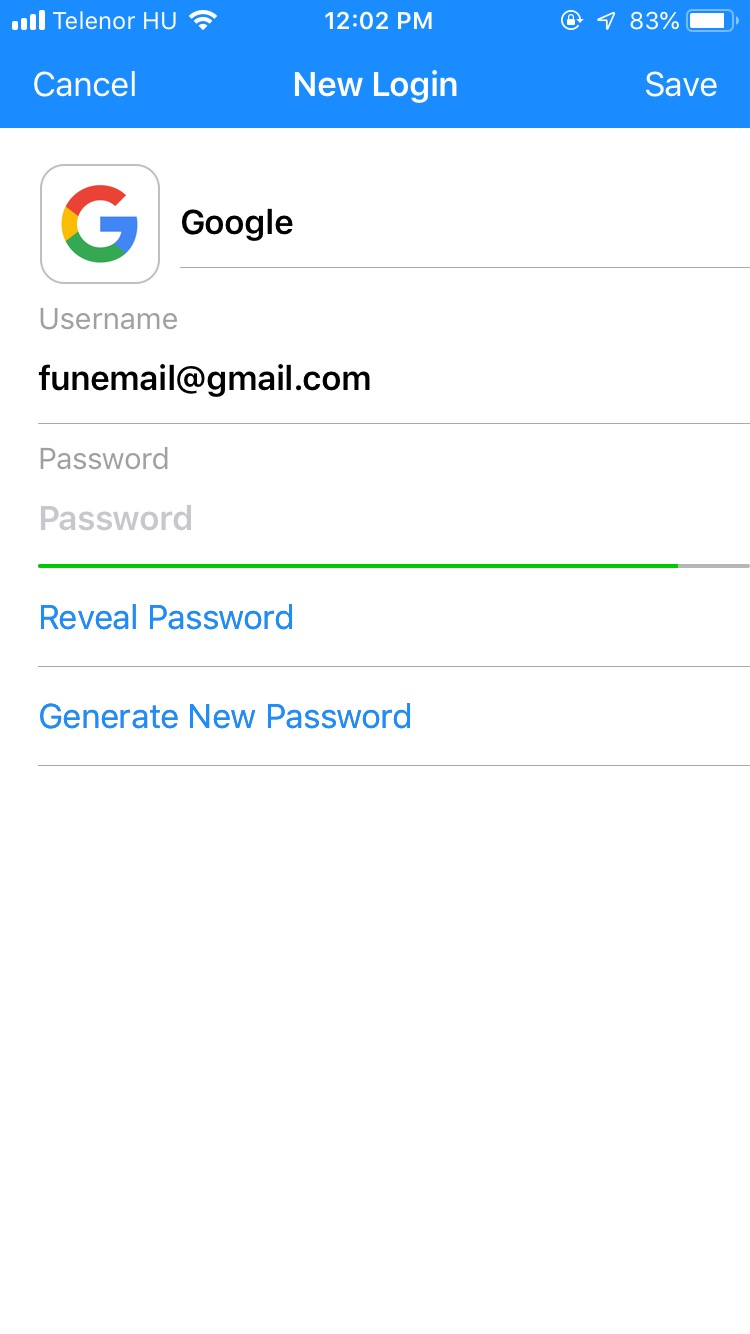 Telenor HU 12:02 PM 83%
Cancel New Login Save
Google
Username
funemail@gmail.com
Password
Password
Reveal Password
Generate New Password